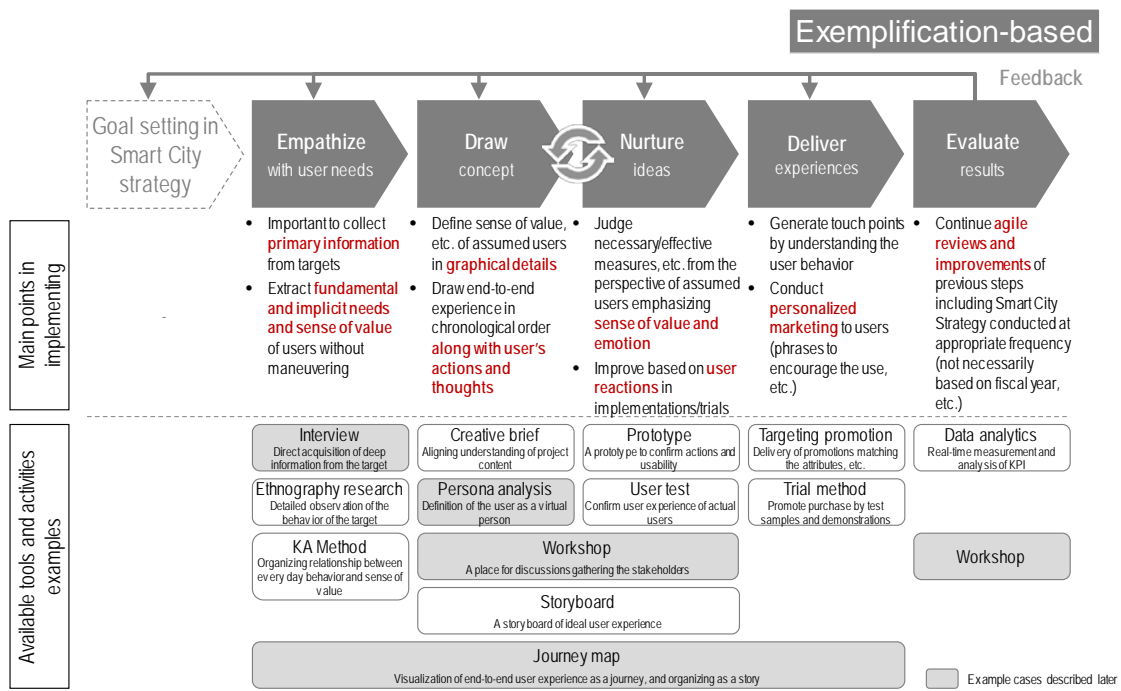 Exemplification-based
Feedback
Goal setting in
Smart City
strategy
Empathize
with user needs
Draw
concept
Nurture
ideas
Deliver
experiences
Evaluate
results
Main points in
implementing
-
• Important to collect
primary information
from targets
• Extract fundamental
and implicit needs
and sense of value
of users without
maneuvering
• Define sense of value,
etc. of assumed users
in graphical details
• Draw end-to-end
experience in
chronological order
along with user's
actions and
thoughts
• Judge
necessary/effective
measures, etc. from the
perspective of assumed
users emphasizing
sense of value and
emotion
• Improve based on user
reactions in
implementations/trials
• Generate touch points
by understanding the
user behavior
• Conduct
personalized
marketing to users
(phrases to
encourage the use,
etc.)
• Continue agile
reviews and
improvements of
previous steps
including Smart City
Strategy conducted at
appropriate frequency
(not necessarily
based on fiscal year,
etc.)
Available tools and activities
examples
Interview
Direct acquisition of deep
information from the target
Ethnography research
Detailed observation of the
behavior of the target
KA Method
Organizing relationship between
every day behavior and sense of
value
Creative brief
Aligning understanding of project
content
Persona analysis
Definition of the user as a virtual
person
Prototype
A prototype to confirm actions and
usability
User test
Confirm user experience of actual
users
Workshop
A place for discussions gathering the stakeholders
Storyboard
A storyboard of ideal user experience
Targeting promotion
Delivery of promotions matching
the attributes, etc.
Trial method
Promote purchase by test
samples and demonstrations
Data analytics
Real-time measurement and
analysis of KPI
Workshop
Journey map
Visualization of end-to-end user experience as a journey, and organizing as a story
Example cases described later